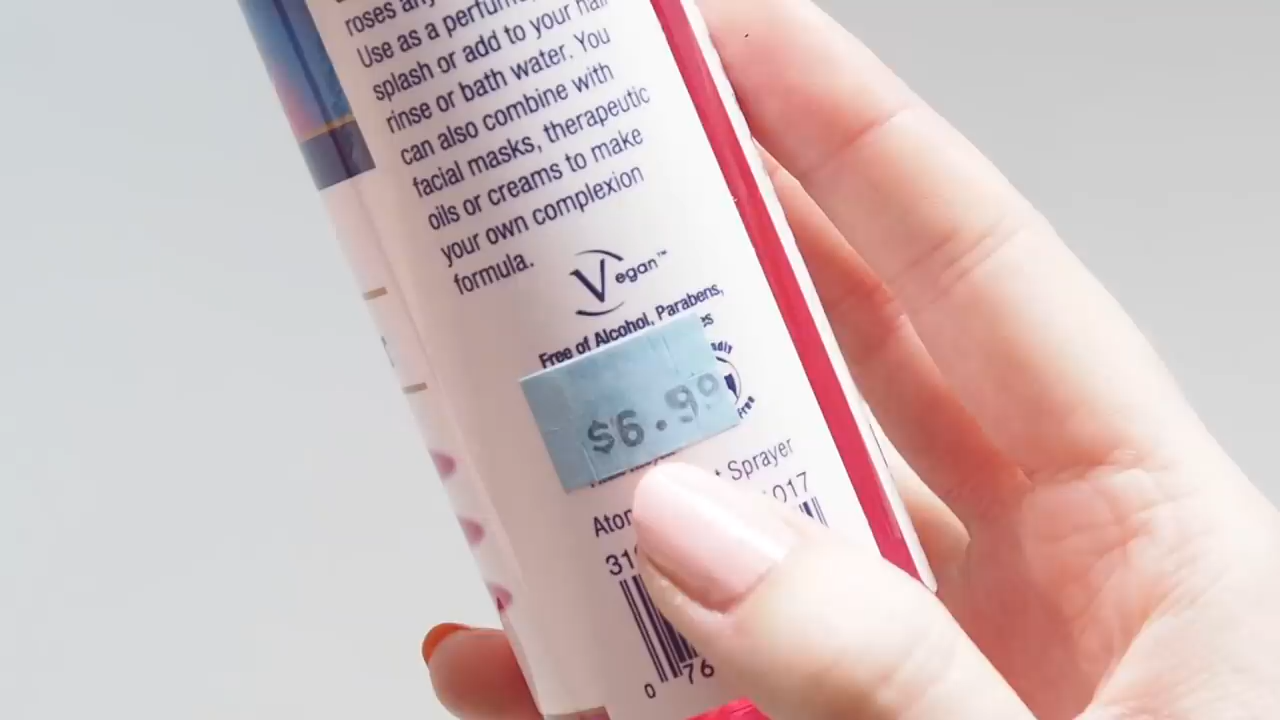 roses any
Use as a perfume,
splash or add to your hair
rinse or bath water. You
can also combine with
facial masks, therapeutic
oils or creams to make
your own complexion
formula.
Vegan™
Free of Alcohol, Parabens,
$6.99
Free
Sprayer
017
0 76